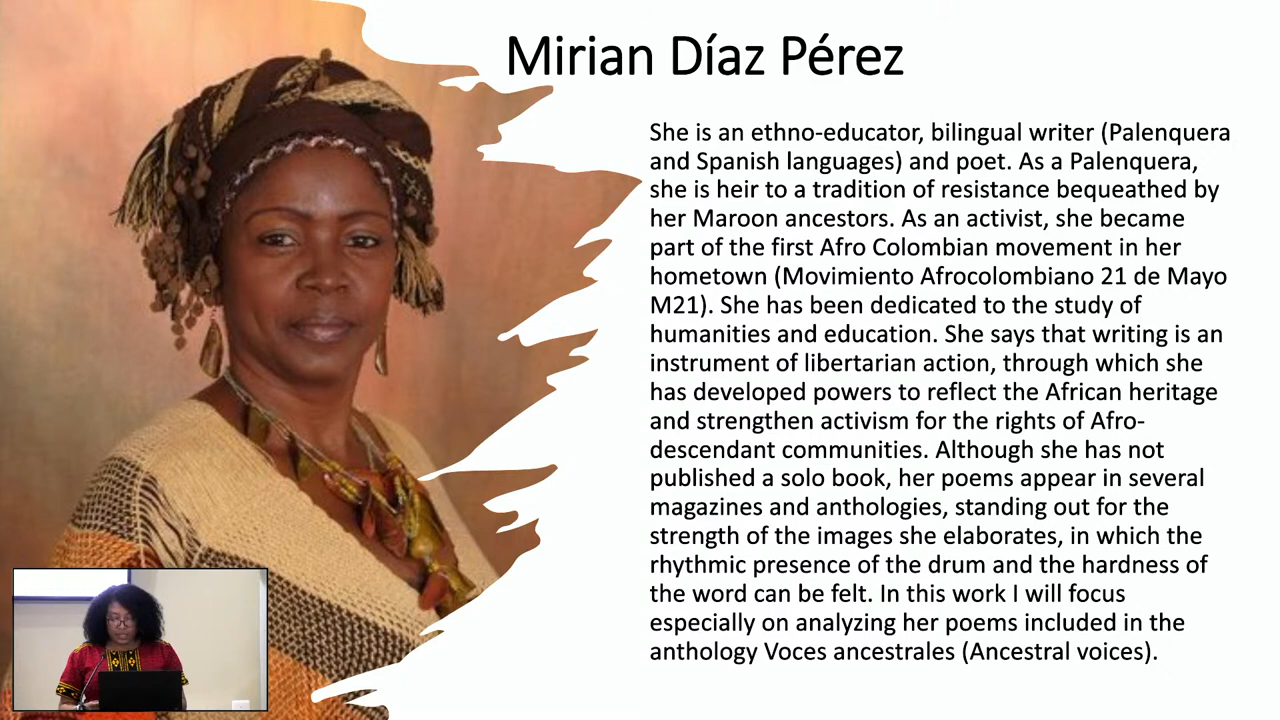 Mirian Díaz Pérez
She is an ethno-educator, bilingual writer (Palenquera
and Spanish languages) and poet. As a Palenquera,
she is heir to a tradition of resistance bequeathed by
her Maroon ancestors. As an activist, she became
part of the first Afro Colombian movement in her
hometown (Movimiento Afrocolombiano 21 de Mayo
M21). She has been dedicated to the study of
humanities and education. She says that writing is an
instrument of libertarian action, through which she
has developed powers to reflect the African heritage
and strengthen activism for the rights of Afro-
descendant communities. Although she has not
published a solo book, her poems appear in several
magazines and anthologies, standing out for the
strength of the images she elaborates, in which the
rhythmic presence of the drum and the hardness of
the word can be felt. In this work I will focus
especially on analyzing her poems included in the
anthology Voces ancestrales (Ancestral voices).